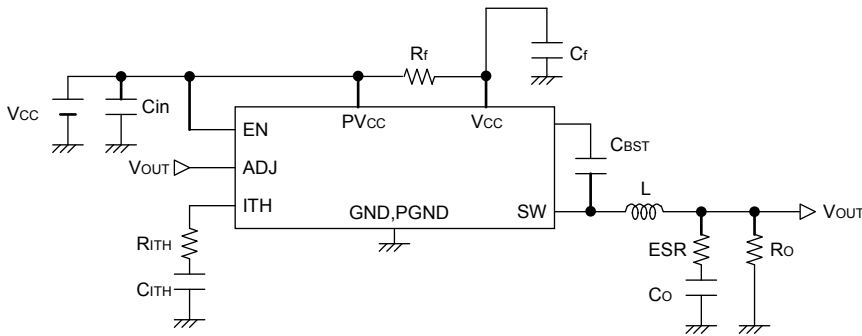 Rf
Cf
VCC
Cin
EN
PVCC
VCC
CBST
VOUT
ADJ
L
ITH
GND,PGND
SW
VOUT
RITH
ESR
RO
CITH
CO